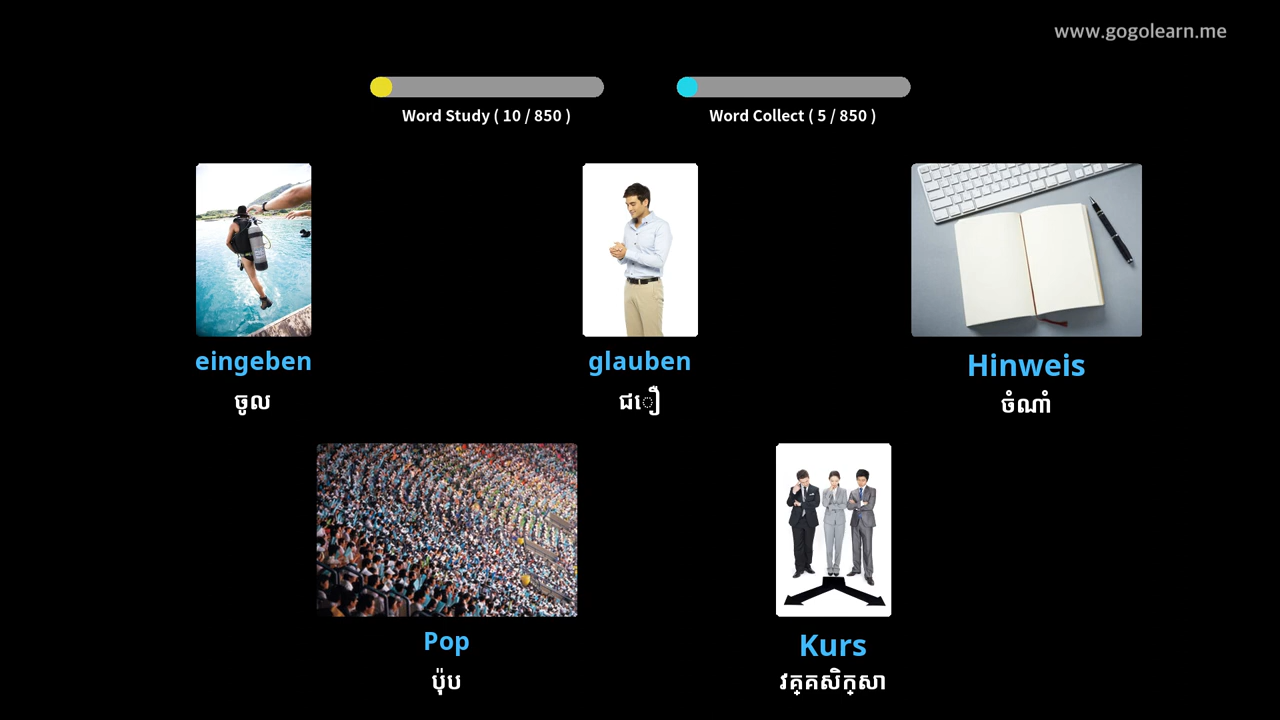 www.gogolearn.me
Word Study ( 10 / 850 )
Word Collect ( 5 / 850 )
eingeben
ចូល
glauben
ជឿ
Hinweis
ចំណាំ
Pop
ប៉ុប
Kurs
វគ្គសិក្សា